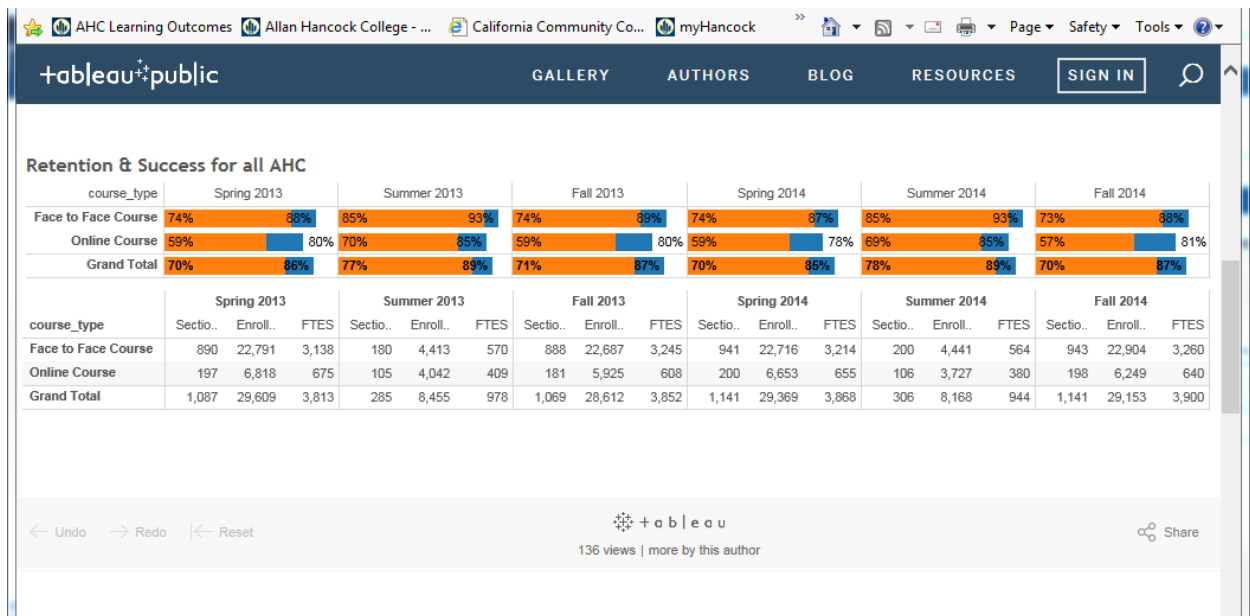 AHC Learning Outcomes Allan Hancock College - ... California Community Co... myHancock » Page Safety Tools
+ableau public GALLERY AUTHORS BLOG RESOURCES SIGN IN
Retention & Success for all AHC
course_type Spring 2013 Summer 2013 Fall 2013 Spring 2014 Summer 2014 Fall 2014
Face to Face Course 74% 88% 85% 93% 74% 89% 74% 87% 85% 93% 73% 88%
Online Course 59% 80% 70% 85% 59% 80% 59% 78% 69% 85% 57% 81%
Grand Total 70% 86% 77% 89% 71% 87% 70% 85% 78% 89% 70% 87%
Spring 2013 Summer 2013 Fall 2013 Spring 2014 Summer 2014 Fall 2014
course_type Sectio.. Enroll.. FTES Sectio.. Enroll.. FTES Sectio.. Enroll.. FTES Sectio.. Enroll.. FTES Sectio.. Enroll.. FTES Sectio.. Enroll.. FTES
Face to Face Course 890 22,791 3,138 180 4,413 570 888 22,687 3,245 941 22,716 3,214 200 4,441 564 943 22,904 3,260
Online Course 197 6,818 675 105 4,042 409 181 5,925 608 200 6,653 655 106 3,727 380 198 6,249 640
Grand Total 1,087 29,609 3,813 285 8,455 978 1,069 28,612 3,852 1,141 29,369 3,868 306 8,168 944 1,141 29,153 3,900
+ableau
Undo Redo Reset Share
136 views | more by this author